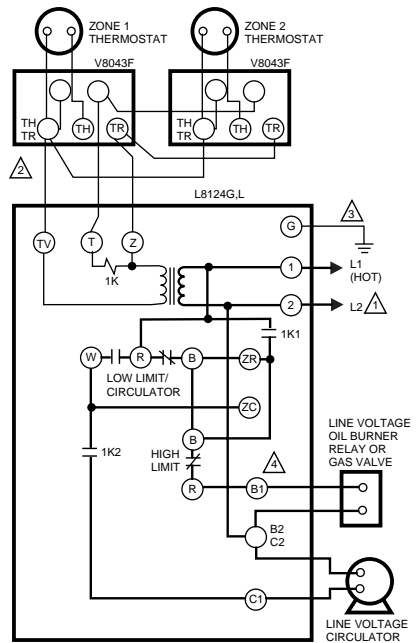 ZONE 1
THERMOSTAT
ZONE 2
THERMOSTAT
V8043F
V8043F
TH
TR
TH
TR
TH
TR
TH
TR
2
L8124G,L
3
TV
T
Z
G
1K
1
L1
(HOT)
2
L2
1
1K1
W
R
B
ZR
LOW LIMIT/
CIRCULATOR
ZC
1K2
B
HIGH
LIMIT
4
LINE VOLTAGE
OIL BURNER
RELAY OR
GAS VALVE
R
B1
B2
C2
C1
LINE VOLTAGE
CIRCULATOR